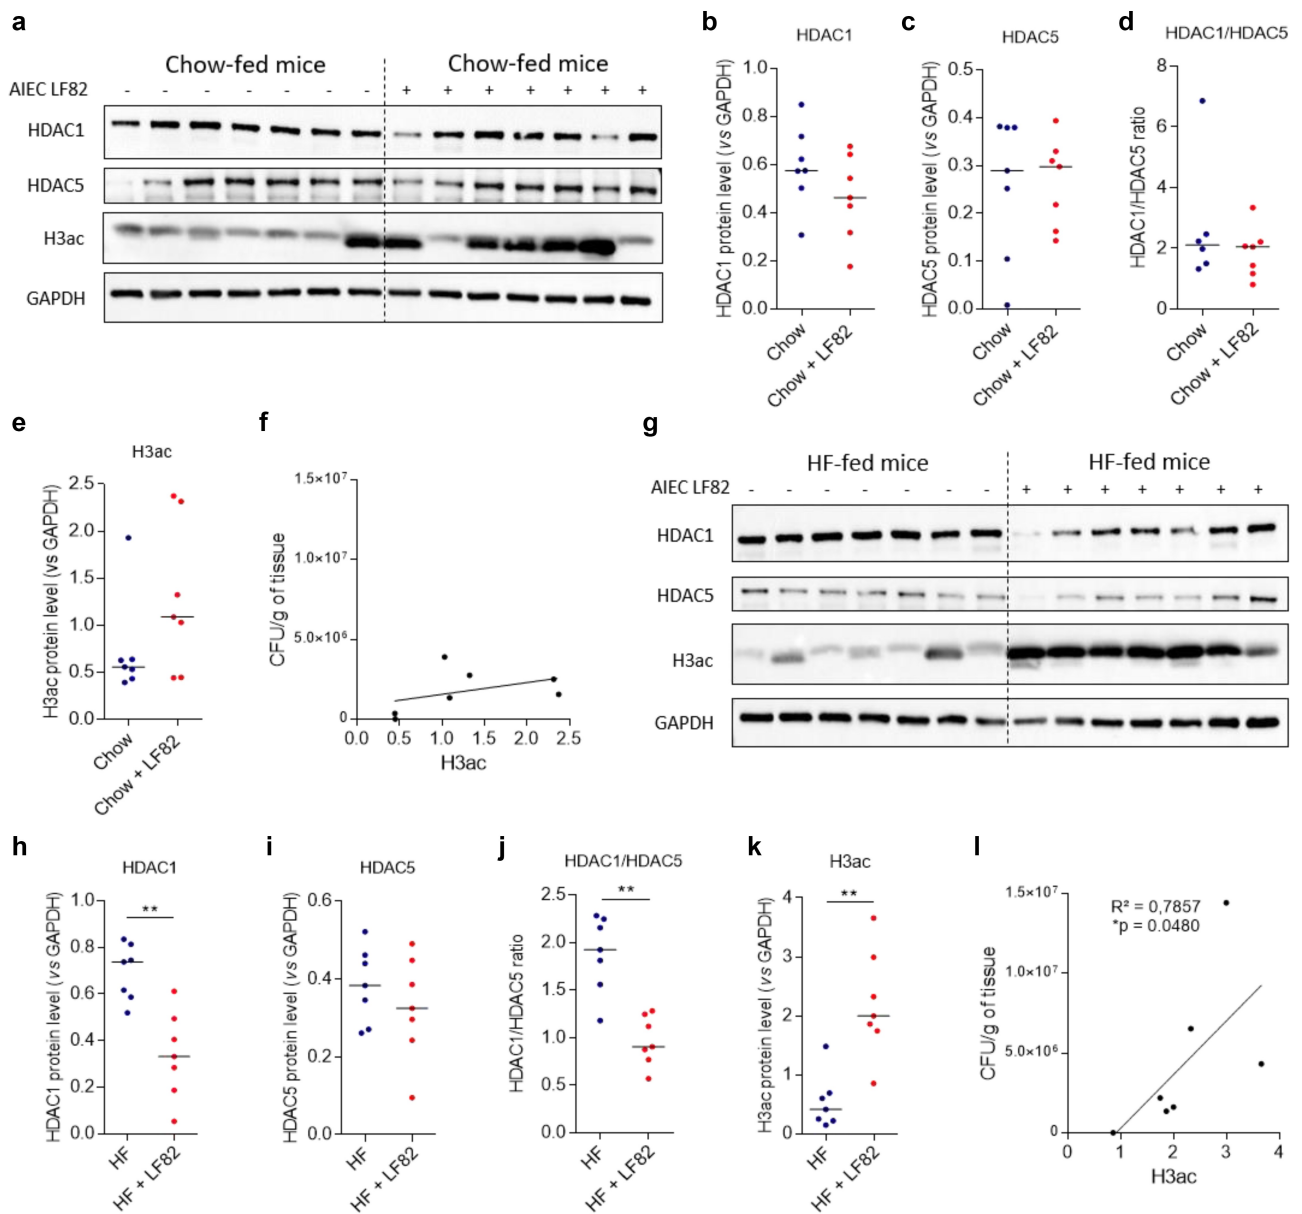 a
Chow-fed mice
Chow-fed mice
AIEC LF82
- - - - - - - + + + + + + +
HDAC1
HDAC5
H3ac
GAPDH
b
HDAC1
HDAC1 protein level (vs GAPDH)
1.0
0.8
0.6
0.4
0.2
0.0
Chow
Chow + LF82
c
HDAC5
HDAC5 protein level (vs GAPDH)
0.5
0.4
0.3
0.2
0.1
0.0
Chow
Chow + LF82
d
HDAC1/HDAC5
HDAC1/HDAC5 ratio
8
6
4
2
0
Chow
Chow + LF82
e
H3ac
H3ac protein level (vs GAPDH)
2.5
2.0
1.5
1.0
0.5
0.0
Chow
Chow + LF82
f
CFU/g of tissue
1.5×10⁷
1.0×10⁷
5.0×10⁶
0
0.0 0.5 1.0 1.5 2.0 2.5
H3ac
g
HF-fed mice
HF-fed mice
AIEC LF82
- - - - - - - + + + + + + +
HDAC1
HDAC5
H3ac
GAPDH
h
HDAC1
HDAC1 protein level (vs GAPDH)
1.0
0.8
0.6
0.4
0.2
0.0
**
HF
HF + LF82
i
HDAC5
HDAC5 protein level (vs GAPDH)
0.6
0.4
0.2
0.0
HF
HF + LF82
j
HDAC1/HDAC5
HDAC1/HDAC5 ratio
2.5
2.0
1.5
1.0
0.5
0.0
**
HF
HF + LF82
k
H3ac
H3ac protein level (vs GAPDH)
4
3
2
1
0
**
HF
HF + LF82
l
CFU/g of tissue
1.5×10⁷
1.0×10⁷
5.0×10⁶
0
R² = 0,7857
*p = 0.0480
0 1 2 3 4
H3ac